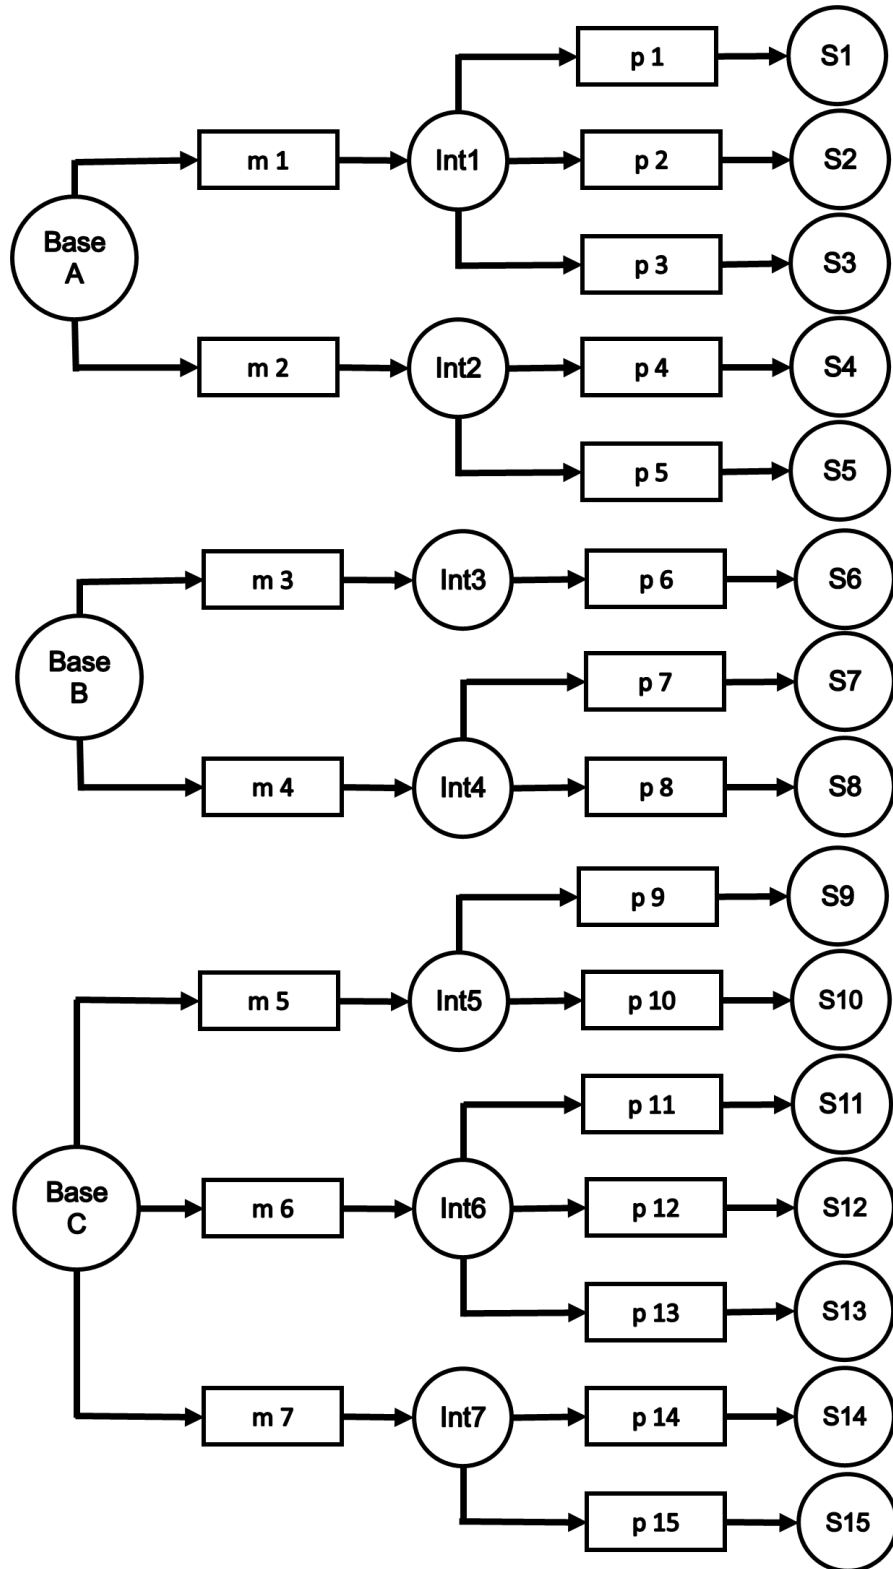 p 1
S1
m 1
Int1
p 2
S2
Base
A
p 3
S3
m 2
Int2
p 4
S4
p 5
S5
m 3
Int3
p 6
S6
Base
B
p 7
S7
m 4
Int4
p 8
S8
p 9
S9
m 5
Int5
p 10
S10
p 11
S11
Base
C
m 6
Int6
p 12
S12
p 13
S13
m 7
Int7
p 14
S14
p 15
S15